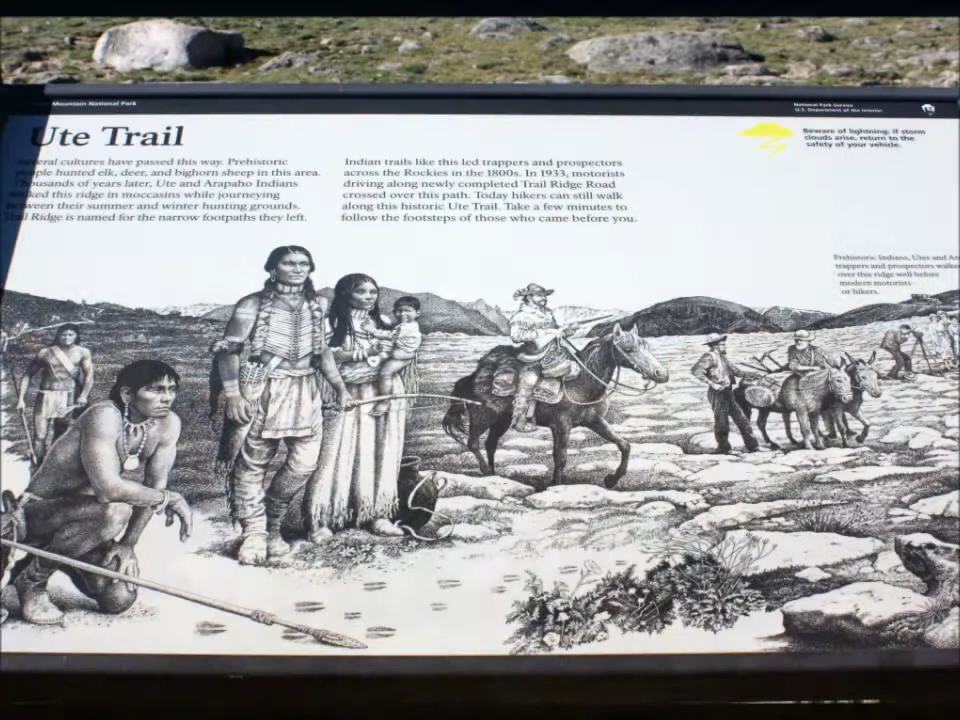 Mountain National Park
National Park Service
U.S. Department of the Interior
Ute Trail
Several cultures have passed this way. Prehistoric
people hunted elk, deer, and bighorn sheep in this area.
Thousands of years later, Ute and Arapaho Indians
walked this ridge in moccasins while journeying
between their summer and winter hunting grounds.
Trail Ridge is named for the narrow footpaths they left.
Indian trails like this led trappers and prospectors
across the Rockies in the 1800s. In 1933, motorists
driving along newly completed Trail Ridge Road
crossed over this path. Today hikers can still walk
along this historic Ute Trail. Take a few minutes to
follow the footsteps of those who came before you.
Beware of lightning; if storm
clouds arise, return to the
safety of your vehicle.
Prehistoric Indians, Utes and
trappers and prospectors
over this ridge well before
modern motorists
or hikers.